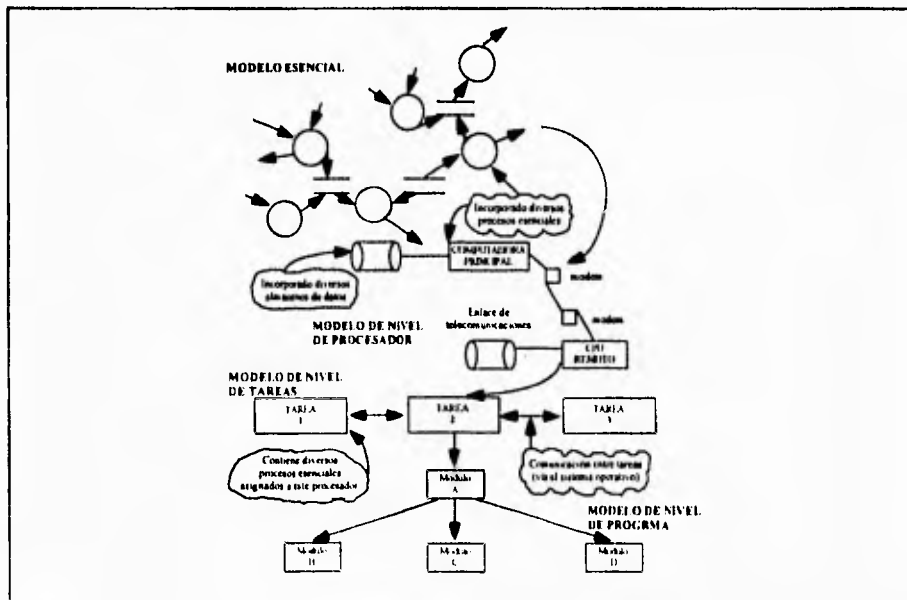 MODELO ESENCIAL
Incorporado diversos
procesos esenciales
COMPUTADORA
PRINCIPAL
modem
Incorporado diversos
almacenes de datos
Enlace de
telecomunicaciones
modem
MODELO DE NIVEL
DE PROCESADOR
CPU
REMOTO
MODELO DE NIVEL
DE TAREAS
TAREA
1
TAREA
2
TAREA
3
Contiene diversos
procesos esenciales
asignados a este procesador
Comunicación entre tareas
(vía el sistema operativo)
Modulo
A
MODELO DE NIVEL
DE PROGRMA
Modulo
B
Modulo
C
Modulo
D